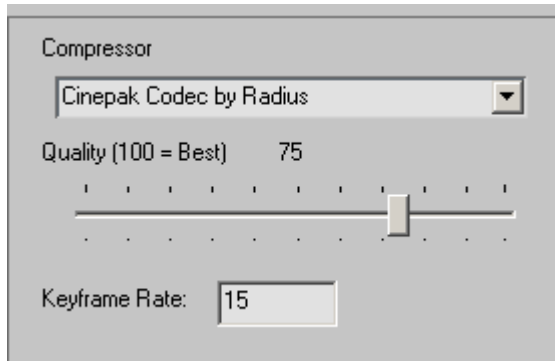 Compressor
Cinepak Codec by Radius
Quality (100 = Best) 75
Keyframe Rate: 15